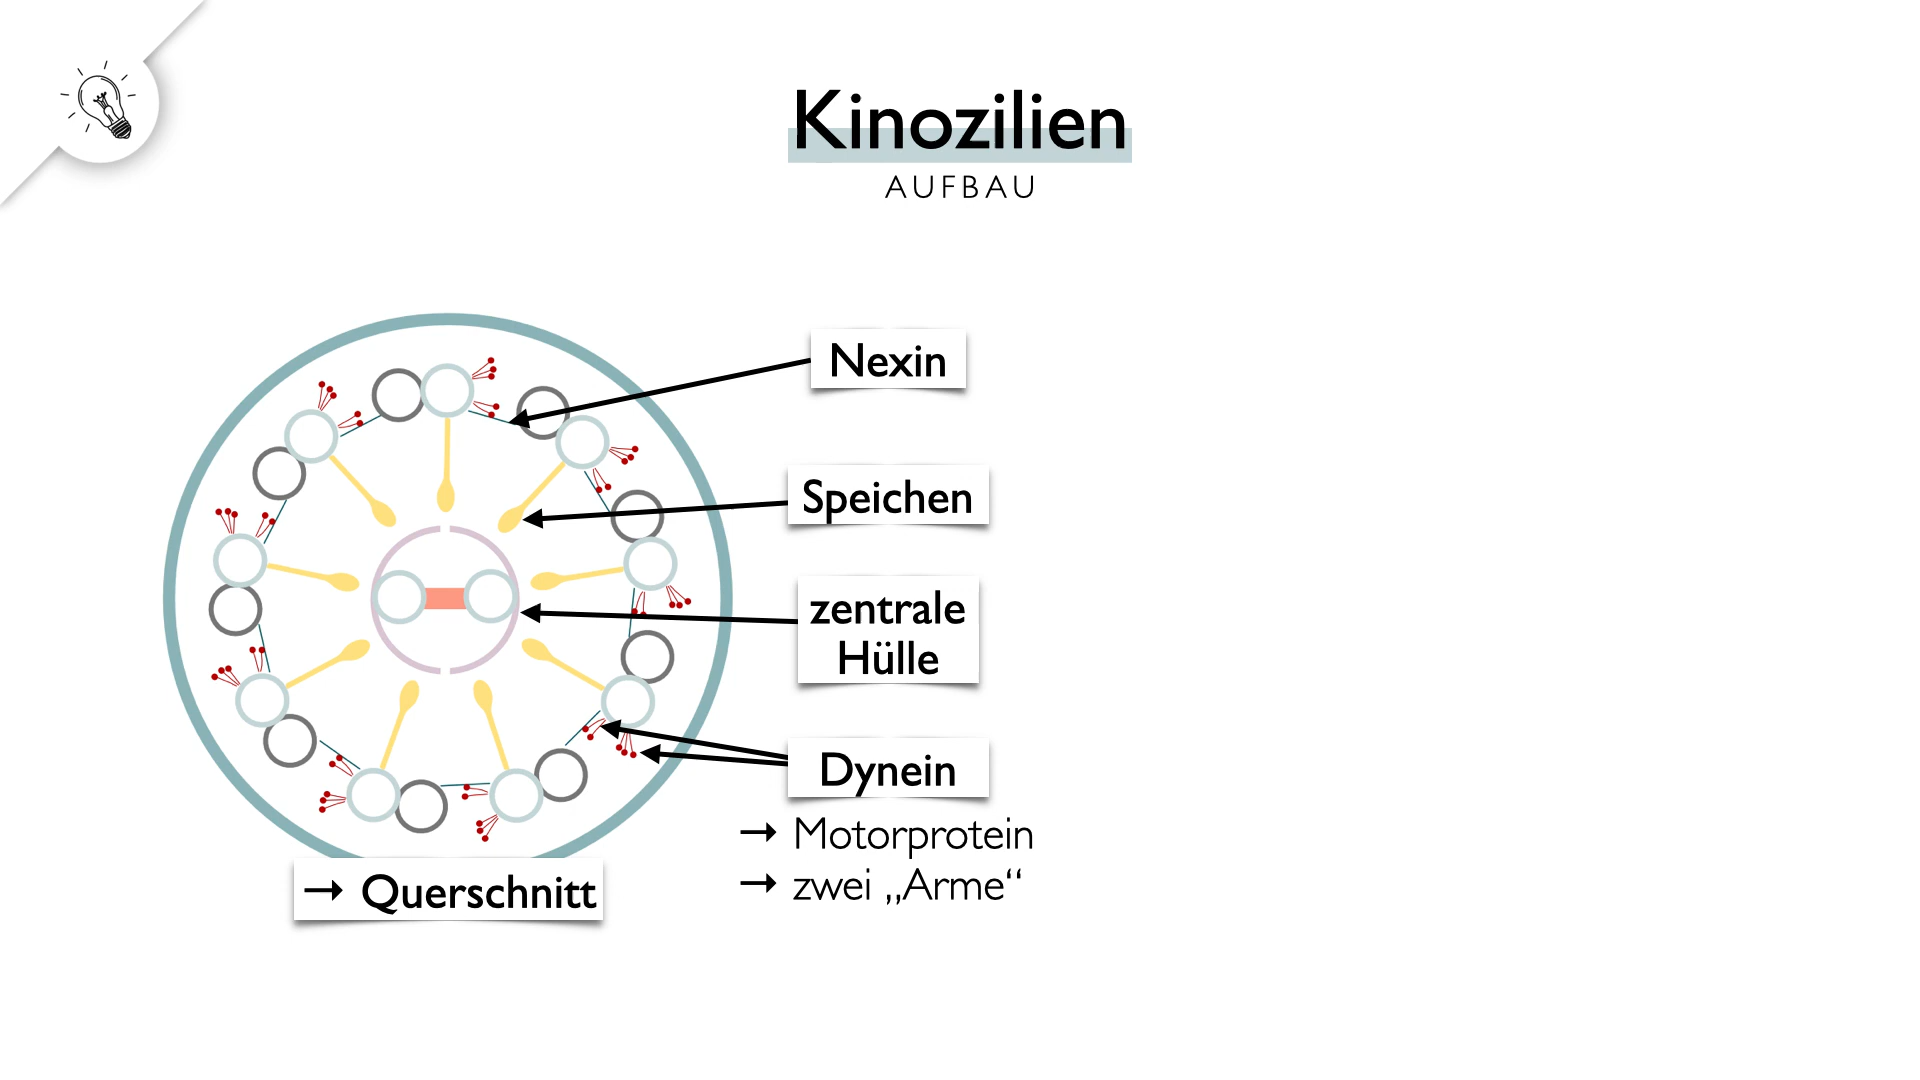 Kinozilien
AUFBAU
Nexin
Speichen
zentrale
Hülle
Dynein
→ Motorprotein
→ zwei „Arme“
→ Querschnitt